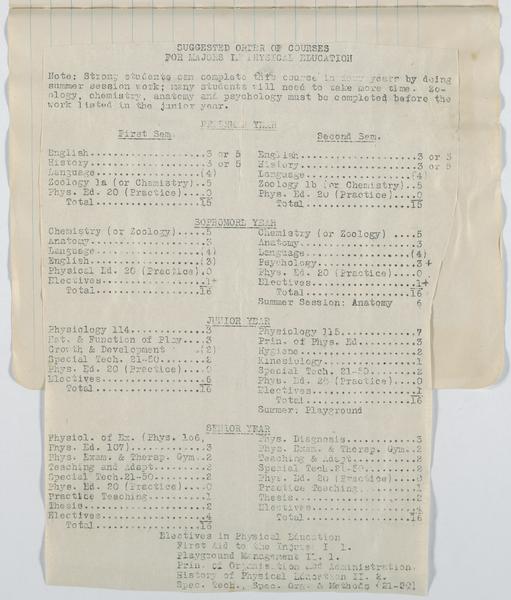 SUGGESTED ORDER OF COURSES
FOR MAJORS IN PHYSICAL EDUCATION
Note: Strong students can complete this course in four years by doing
summer session work; many students will need to take more time. Zo-
ology, chemistry, anatomy and psychology must be completed before the
work listed in the junior year.
FRESHMAN YEAR
First Sem. Second Sem.
English 3 or 5 English 3 or 5
History 3 or 5 History 3 or 5
Language (4) Language (4)
Zoology 1a (or Chemistry) 5 Zoology 1b (or Chemistry) 5
Phys. Ed. 20 (Practice) 0 Phys. Ed. 20 (Practice) 0
Total 15 Total 15
SOPHOMORE YEAR
Chemistry (or Zoology) 5 Chemistry (or Zoology) 5
Anatomy 3 Anatomy 3
Language (4) Language (4)
English (3) Psychology 3 +
Physical Ed. 20 (Practice) 0 Phys. Ed. 20 (Practice) 0
Electives 1+ Electives 1+
Total 16 Total 16
Summer Session: Anatomy 6
JUNIOR YEAR
Physiology 114 3 Physiology 115 7
Nat. & Function of Play 3 Prin. of Phys. Ed 3
Growth & Development (2) Hygiene 2
Special Tech. 21-50 2 Kinesiology 1
Phys. Ed. 20 (Practice) 0 Special Tech. 21-50 2
Electives 6 Phys. Ed. 20 (Practice) 0
Total 16 Electives 1
Total 16
Summer: Playground
SENIOR YEAR
Physiol. of Ex. (Phys. 106, Phys. Diagnosis 3
Phys. Ed. 107) 3 Phys. Exam. & Therap. Gym 2
Phys. Exam. & Therap. Gym 2 Teaching & Adapt 2
Teaching and Adapt 2 Special Tech. 21-50 2
Special Tech. 21-50 2 Phys. Ed. 20 (Practice) 0
Phys. Ed. 20 (Practice) 0 Practice Teaching 1
Practice Teaching 1 Thesis 2
Thesis 2 Electives 4
Electives 4 Total 16
Total 16
Electives in Physical Education
First Aid to the Injured I 1.
Playground Management II. 1.
Prin. of Organization and Administration.
History of Physical Education II. 2.
Spec. Tech., Spec. Org. & Methods (21-50)